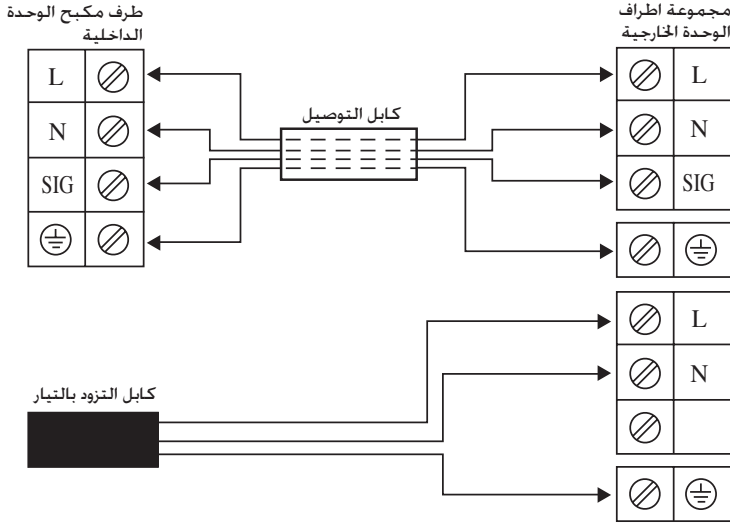 مجموعة اطراف
الوحدة الخارجية
طرف مكبح الوحدة
الداخلية
L
N
SIG
كابل التوصيل
L
N
SIG
L
N
كابل التزود بالتيار